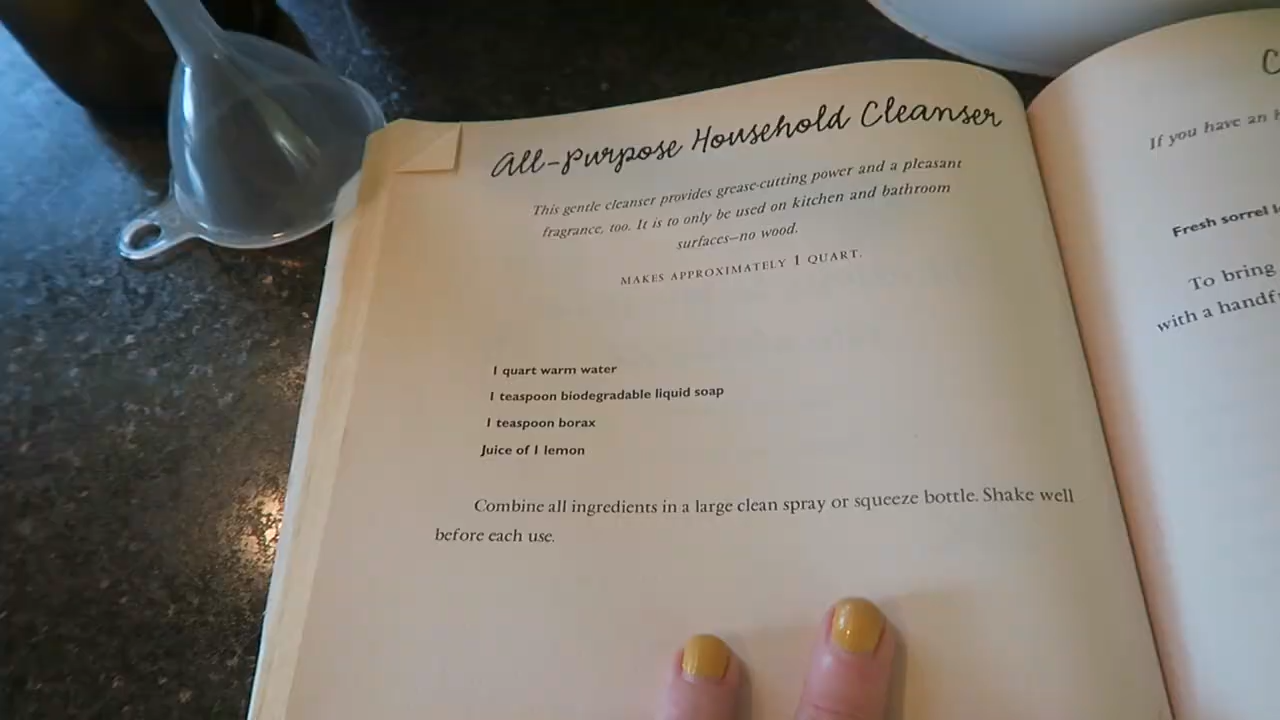 All-Purpose Household Cleanser
This gentle cleanser provides grease-cutting power and a pleasant
fragrance, too. It is to only be used on kitchen and bathroom
surfaces—no wood.
MAKES APPROXIMATELY 1 QUART.
1 quart warm water
1 teaspoon biodegradable liquid soap
1 teaspoon borax
Juice of 1 lemon
Combine all ingredients in a large clean spray or squeeze bottle. Shake well
before each use.
C
If you have an
Fresh sorrel
To bring
with a